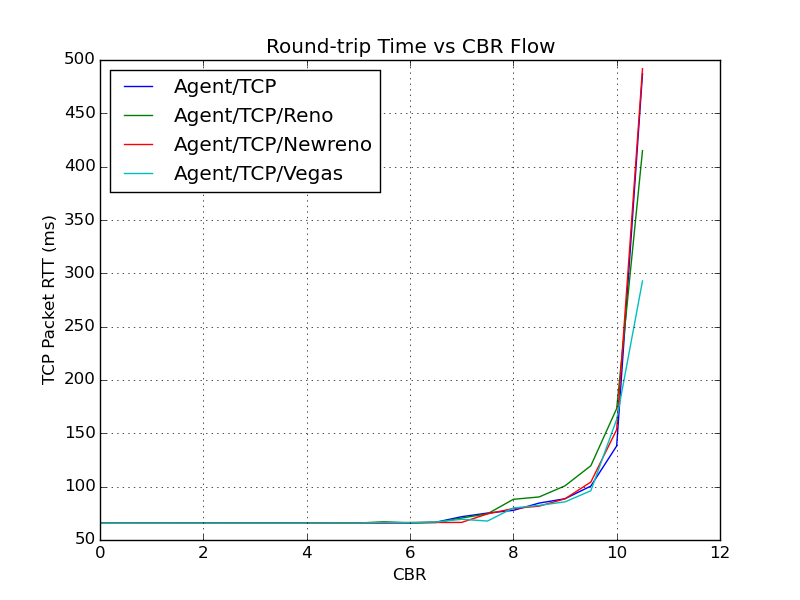 Round-trip Time vs CBR Flow
500
450
400
350
300
250
200
150
100
50
TCP Packet RTT (ms)
Agent/TCP
Agent/TCP/Reno
Agent/TCP/Newreno
Agent/TCP/Vegas
0 2 4 6 8 10 12
CBR